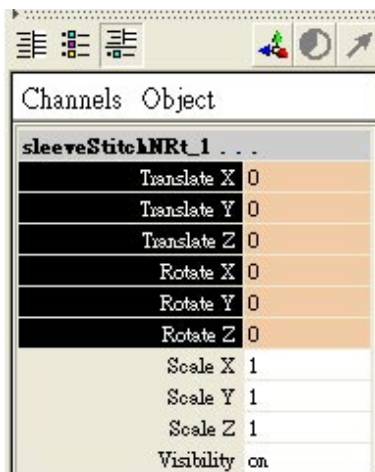 Channels Object
sleeveStitchNRt_1 . . .
Translate X 0
Translate Y 0
Translate Z 0
Rotate X 0
Rotate Y 0
Rotate Z 0
Scale X 1
Scale Y 1
Scale Z 1
Visibility on